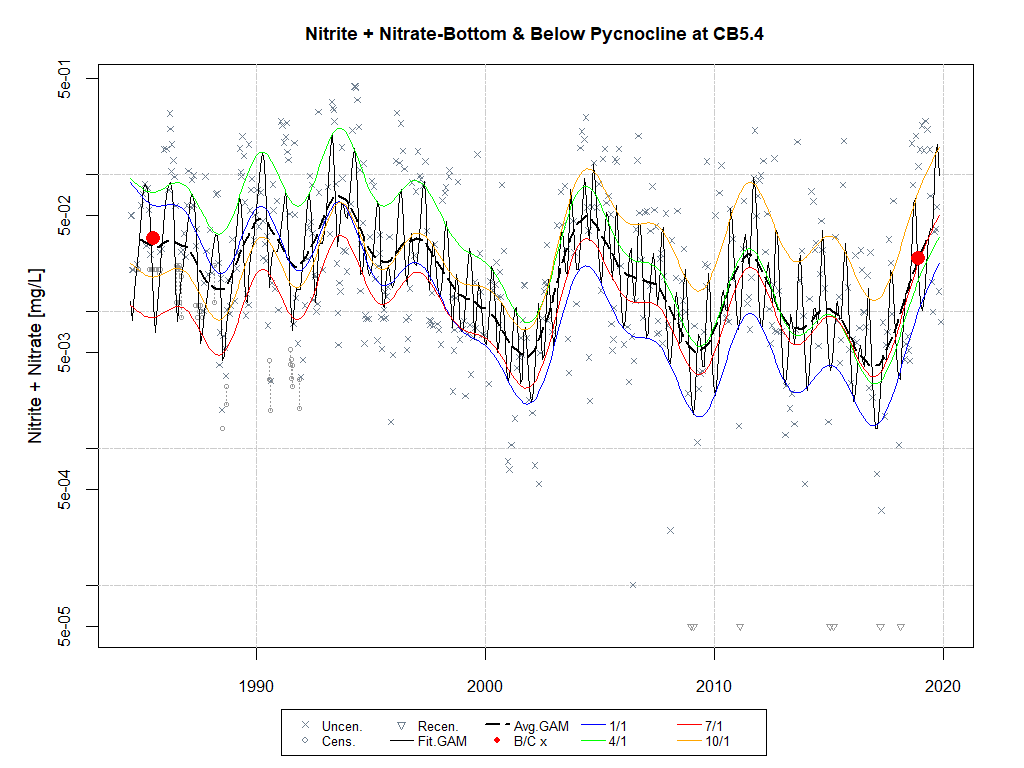 Nitrite + Nitrate-Bottom & Below Pycnocline at CB5.4
Nitrite + Nitrate [mg/L]
5e-01
5e-02
5e-03
5e-04
5e-05
1990 2000 2010 2020
Uncen. Recen. Avg.GAM 1/1 7/1
Cens. Fit.GAM B/C x 4/1 10/1